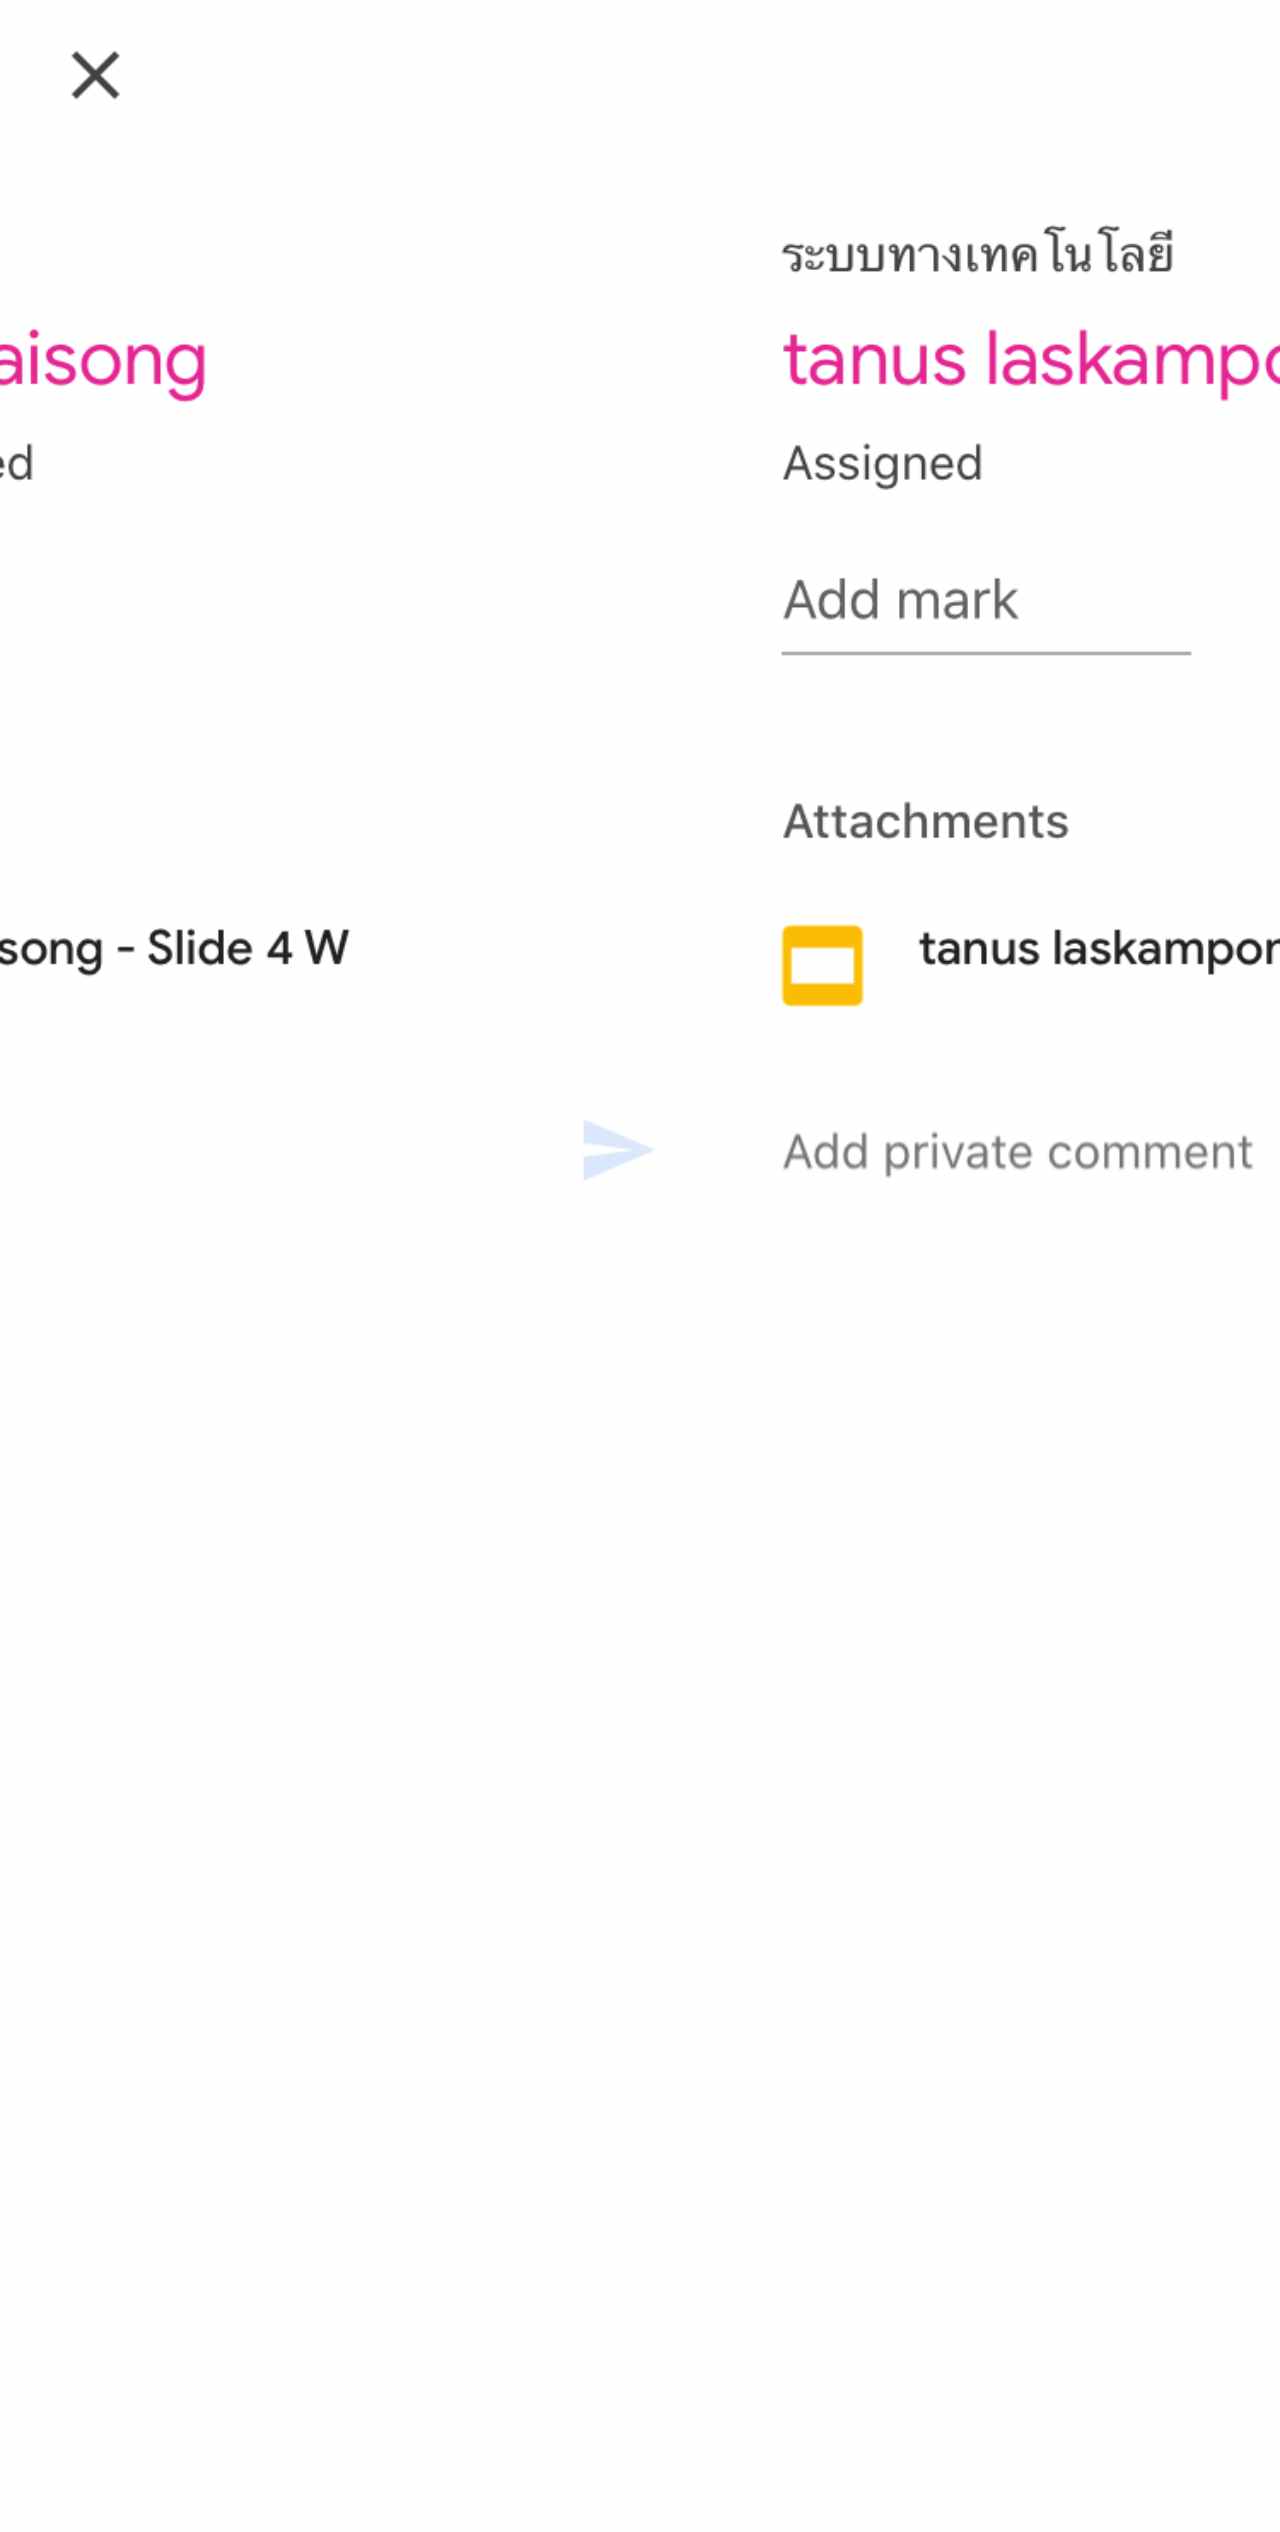 ระบบทางเทคโนโลยี
aisong
tanus laskampo
ed
Assigned
Add mark
Attachments
song - Slide 4 W
tanus laskampor
Add private comment